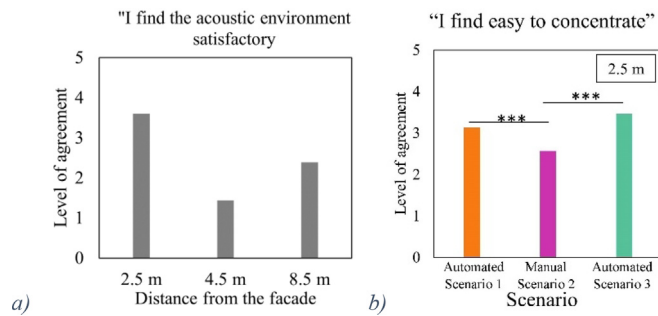 "I find the acoustic environment
satisfactory
5
4
3
2
1
0
Level of agreement
2.5 m 4.5 m 8.5 m
Distance from the facade
a)
“I find easy to concentrate”
2.5 m
5
4
3
2
1
0
Level of agreement
***
***
Automated Manual Automated
Scenario 1 Scenario 2 Scenario 3
Scenario
b)